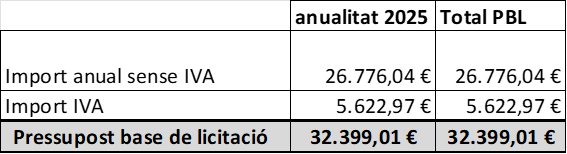 anualitat 2025 Total PBL
Import anual sense IVA 26.776,04 € 26.776,04 €
Import IVA 5.622,97 € 5.622,97 €
Pressupost base de licitació 32.399,01 € 32.399,01 €